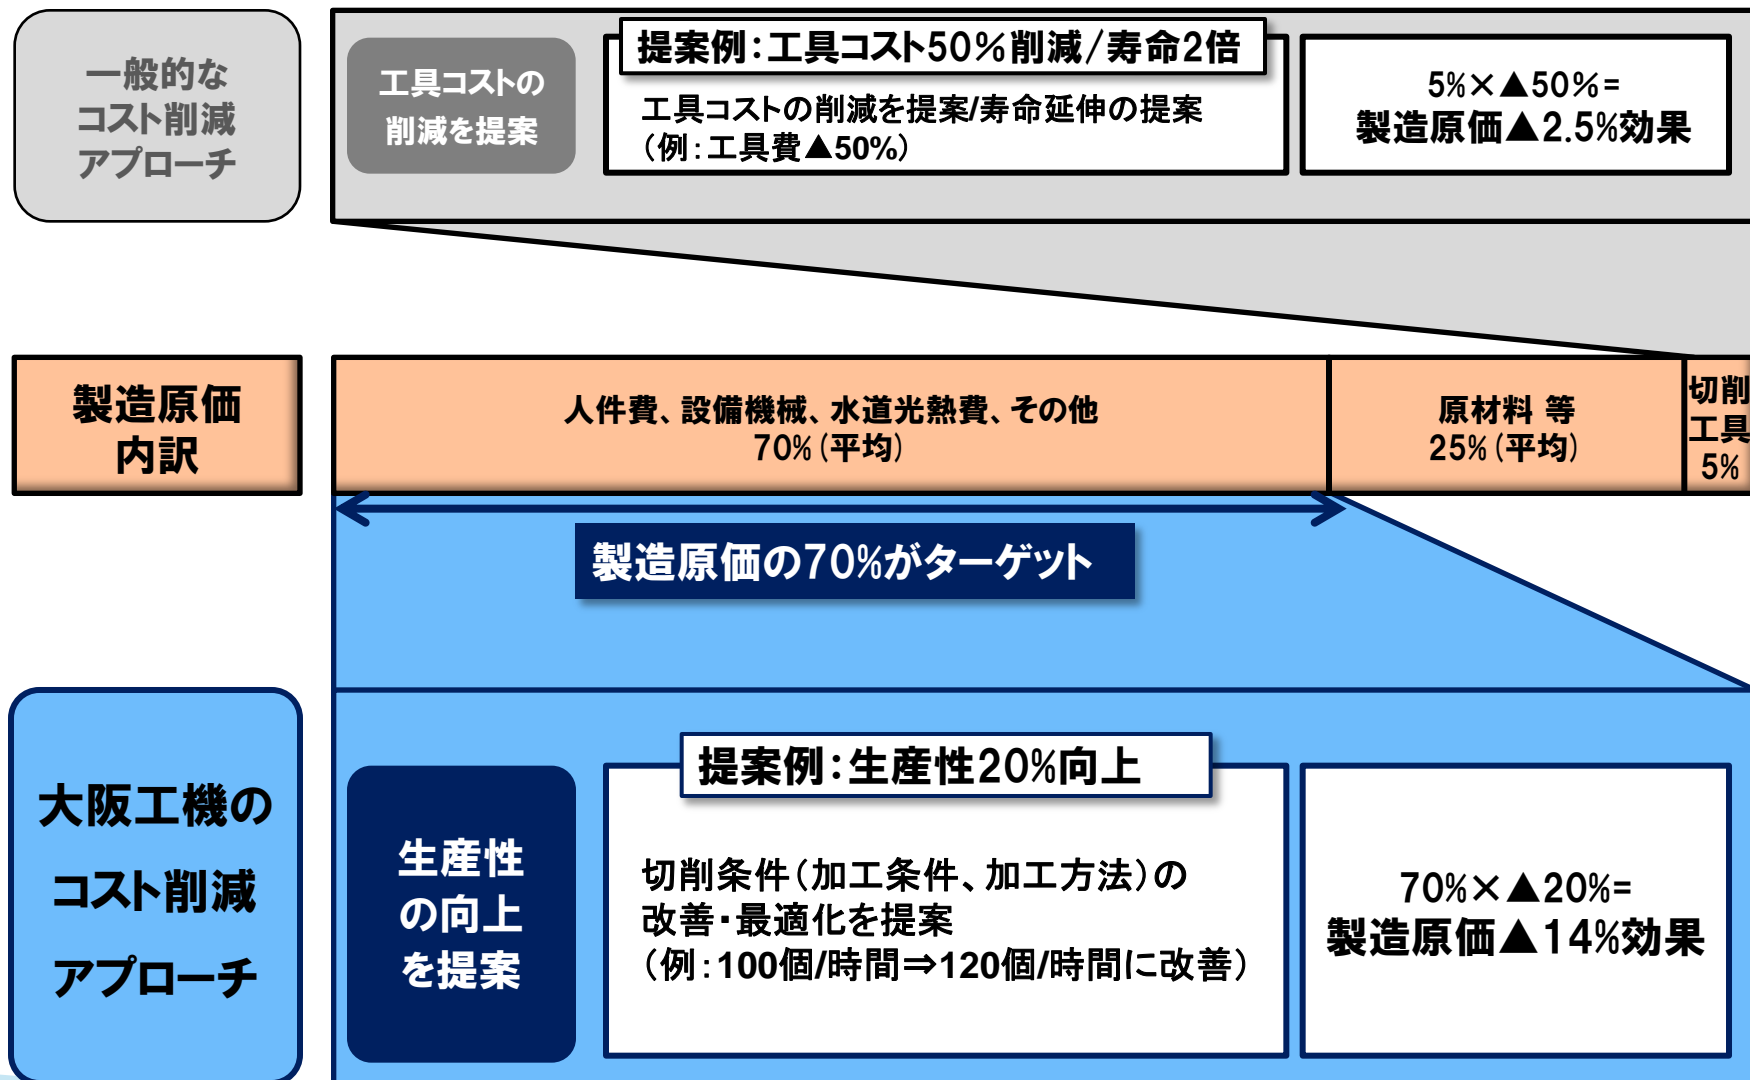 一般的な
コスト削減
アプローチ
工具コストの
削減を提案
提案例：工具コスト50％削減/寿命2倍
工具コストの削減を提案/寿命延伸の提案
（例：工具費▲50%）
5%×▲50％=
製造原価▲2.5%効果
製造原価
内訳
人件費、設備機械、水道光熱費、その他
70%（平均）
原材料 等
25%（平均）
切削
工具
5%
製造原価の70%がターゲット
大阪工機の
コスト削減
アプローチ
生産性
の向上
を提案
提案例：生産性20%向上
切削条件（加工条件、加工方法）の
改善・最適化を提案
（例：100個/時間⇒120個/時間に改善）
70%×▲20%=
製造原価▲14%効果